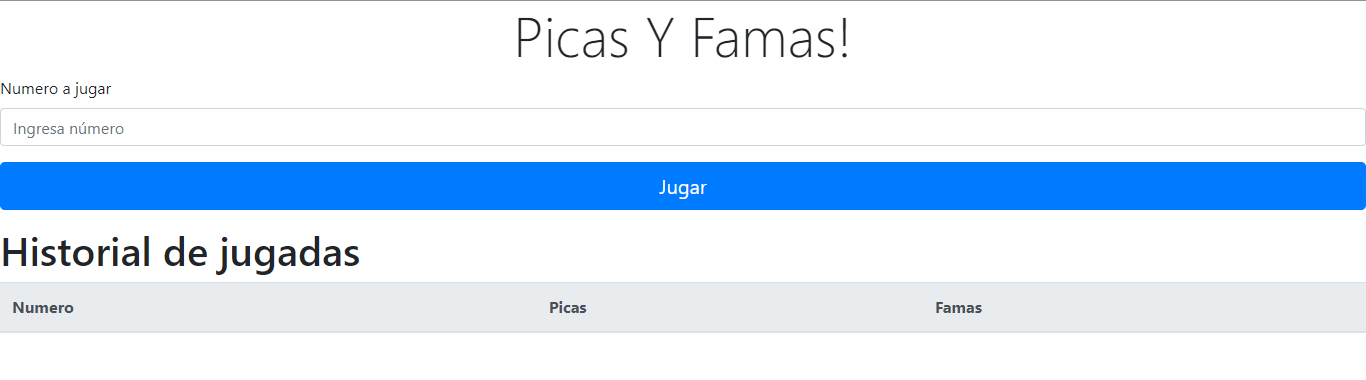 Picas Y Famas!
Numero a jugar
Ingresa número
Jugar
Historial de jugadas
Numero Picas Famas